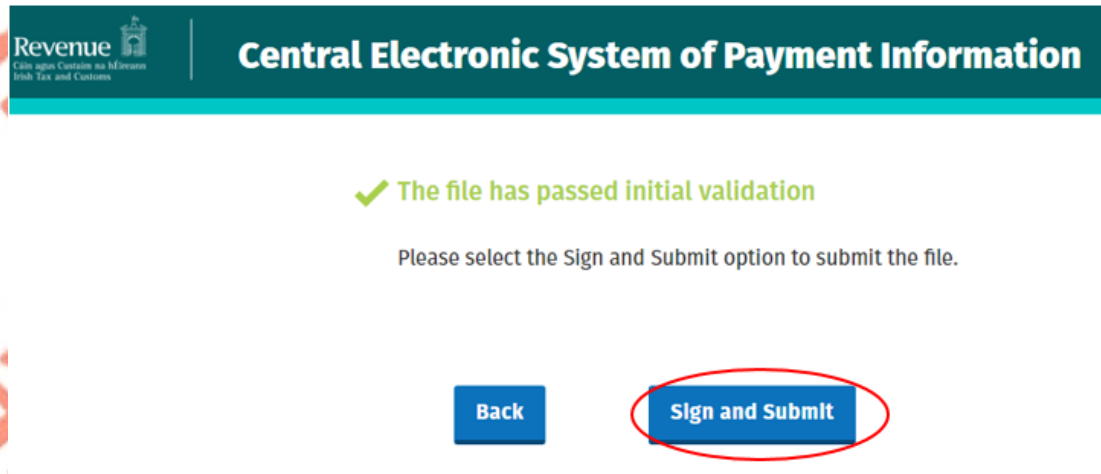 Revenue
Cáin agus Custaim na hÉireann
Irish Tax and Customs
Central Electronic System of Payment Information
The file has passed initial validation
Please select the Sign and Submit option to submit the file.
Back
Sign and Submit